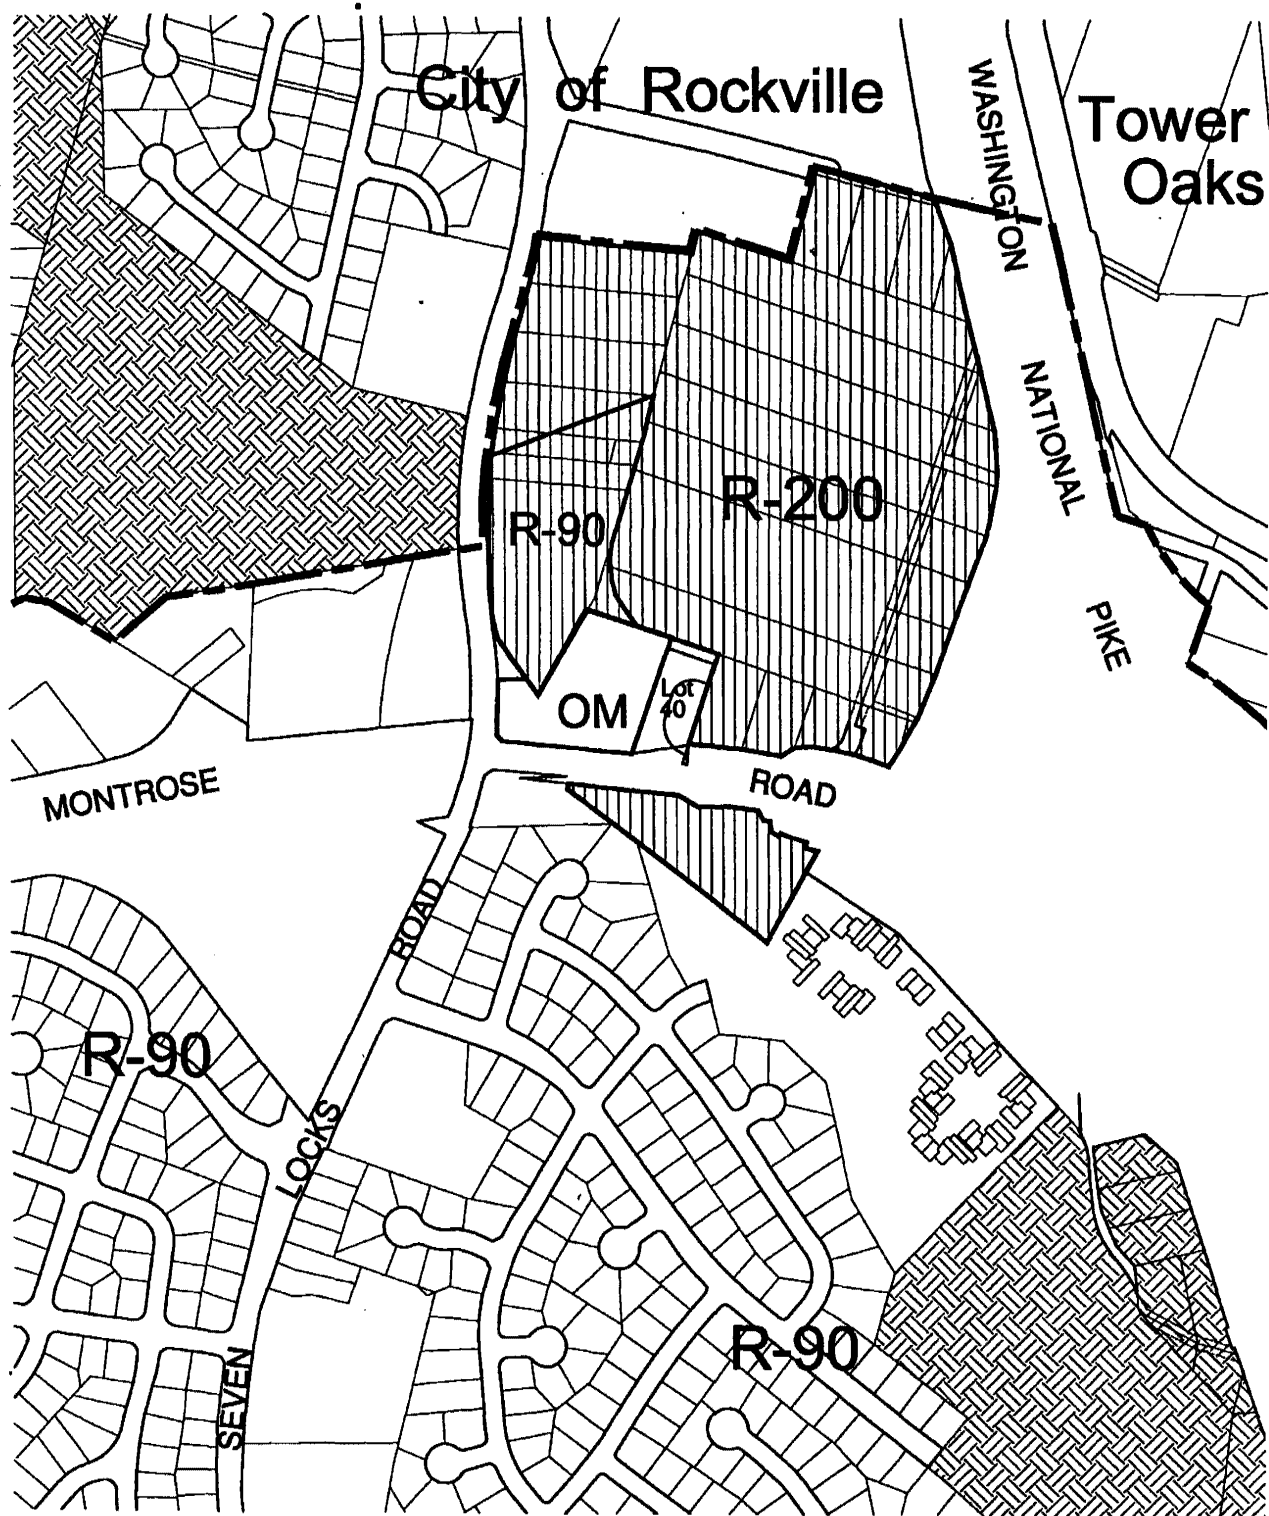 City of Rockville
Tower
Oaks
WASHINGTON
NATIONAL
PIKE
R-200
R-90
OM
Lot
40
MONTROSE
ROAD
ROAD
LOCKS
SEVEN
R-90
R-90